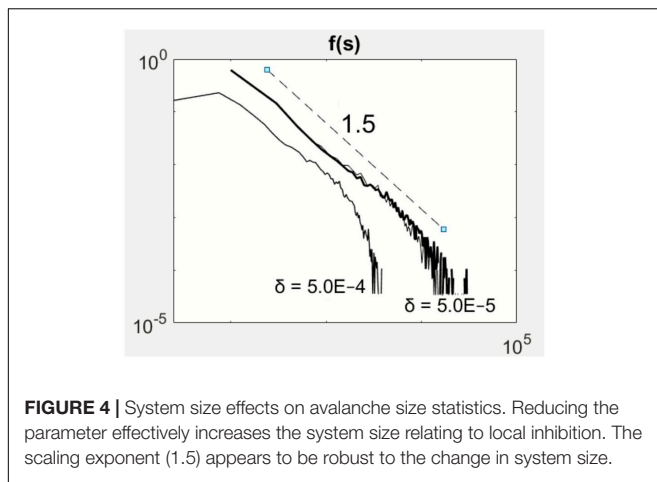 f(s)
10^0
1.5
δ = 5.0E−4
δ = 5.0E−5
10^-5
10^5
FIGURE 4 | System size effects on avalanche size statistics. Reducing the
parameter effectively increases the system size relating to local inhibition. The
scaling exponent (1.5) appears to be robust to the change in system size.